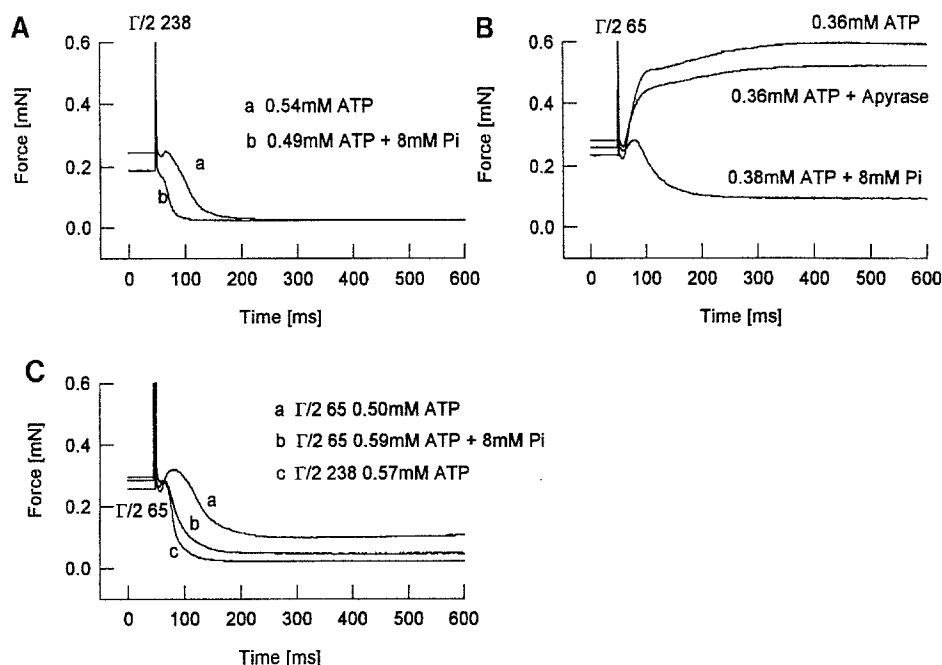 A
Γ/2 238
0.6
0.4
0.2
0.0
Force [mN]
a 0.54mM ATP
b 0.49mM ATP + 8mM Pi
a
b
0 100 200 300 400 500 600
Time [ms]
B
Γ/2 65
0.6
0.4
0.2
0.0
Force [mN]
0.36mM ATP
0.36mM ATP + Apyrase
0.38mM ATP + 8mM Pi
0 100 200 300 400 500 600
Time [ms]
C
0.6
0.4
0.2
0.0
Force [mN]
a Γ/2 65 0.50mM ATP
b Γ/2 65 0.59mM ATP + 8mM Pi
c Γ/2 238 0.57mM ATP
Γ/2 65
a
b
c
0 100 200 300 400 500 600
Time [ms]